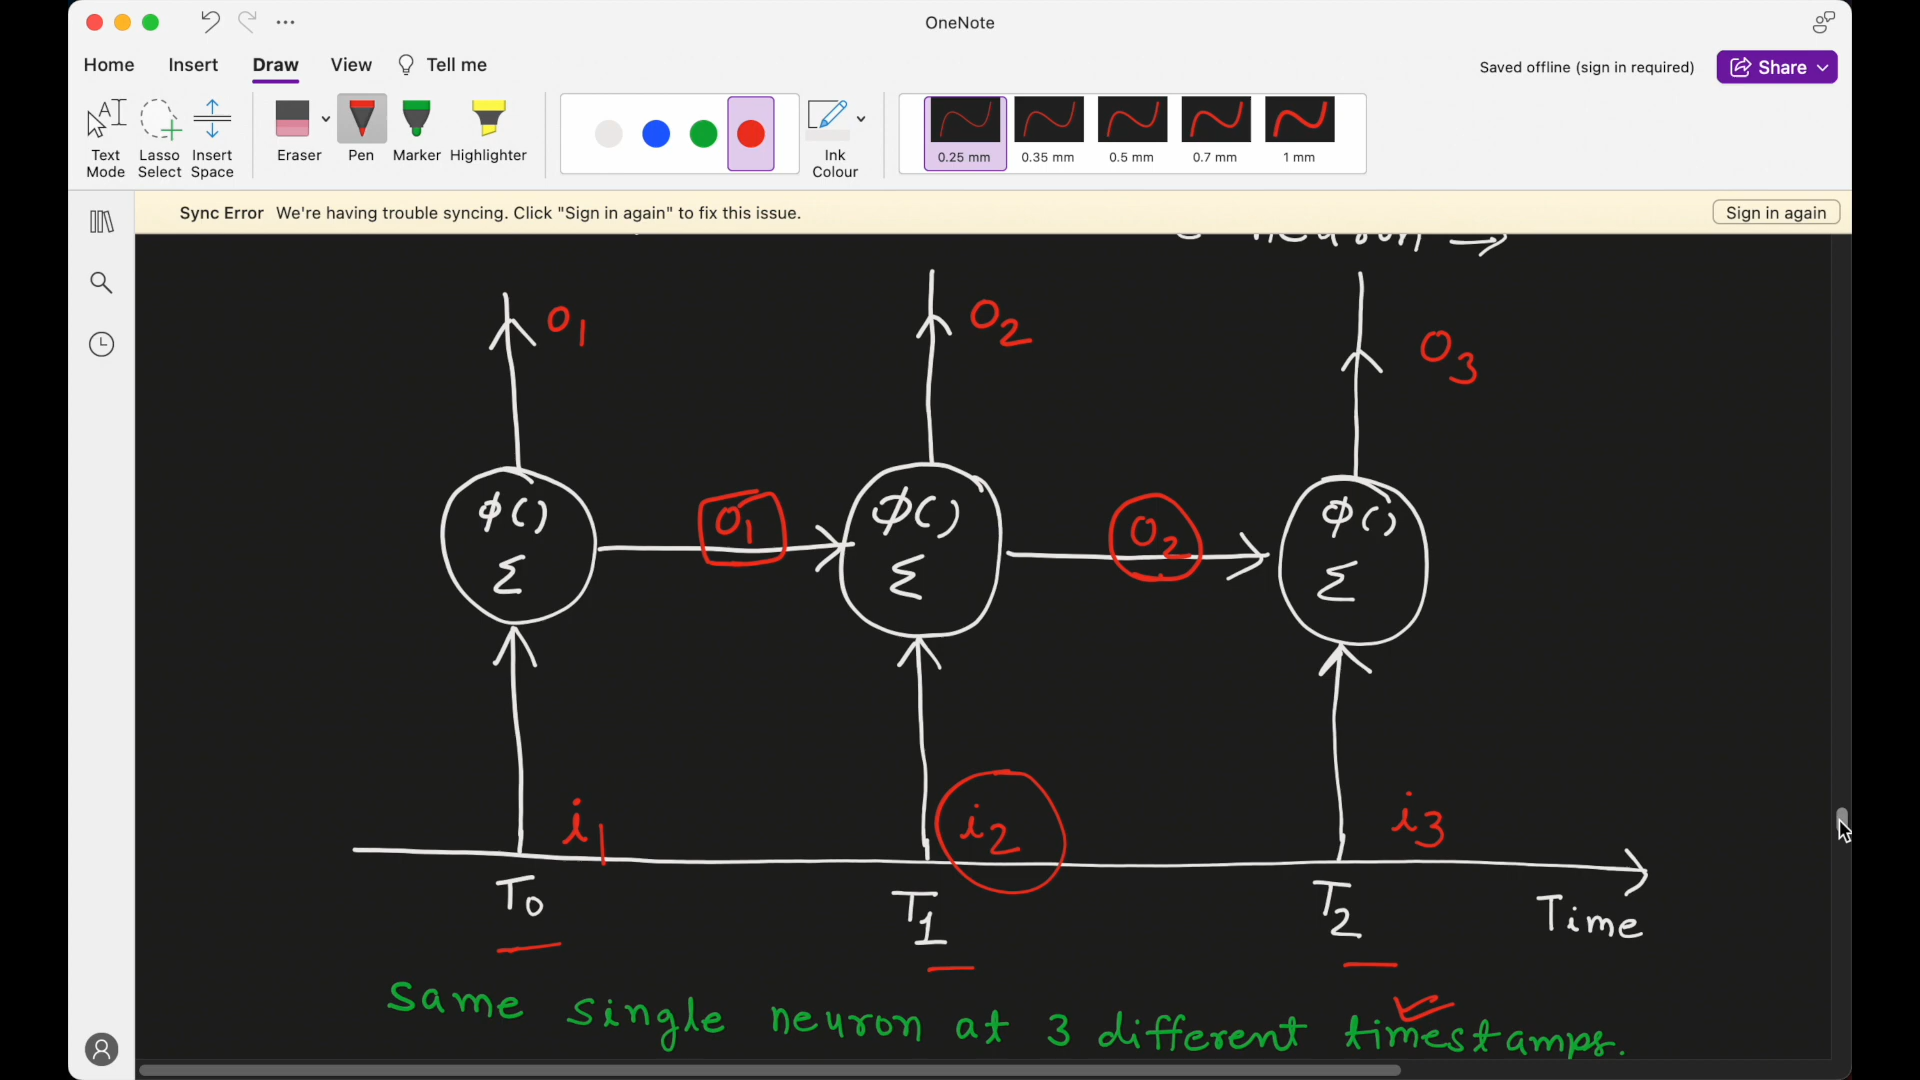 OneNote
Home Insert Draw View Tell me
Saved offline (sign in required) Share
Text Mode
Lasso Select
Insert Space
Eraser Pen Marker Highlighter
Ink Colour
0.25 mm 0.35 mm 0.5 mm 0.7 mm 1 mm
Sync Error We're having trouble syncing. Click "Sign in again" to fix this issue. Sign in again
neuron →
O1 O2 O3
ϕ() O1 ϕ() O2 ϕ()
Σ Σ Σ
i1 i2 i3
T0 T1 T2 Time
Same single neuron at 3 different timestamps.